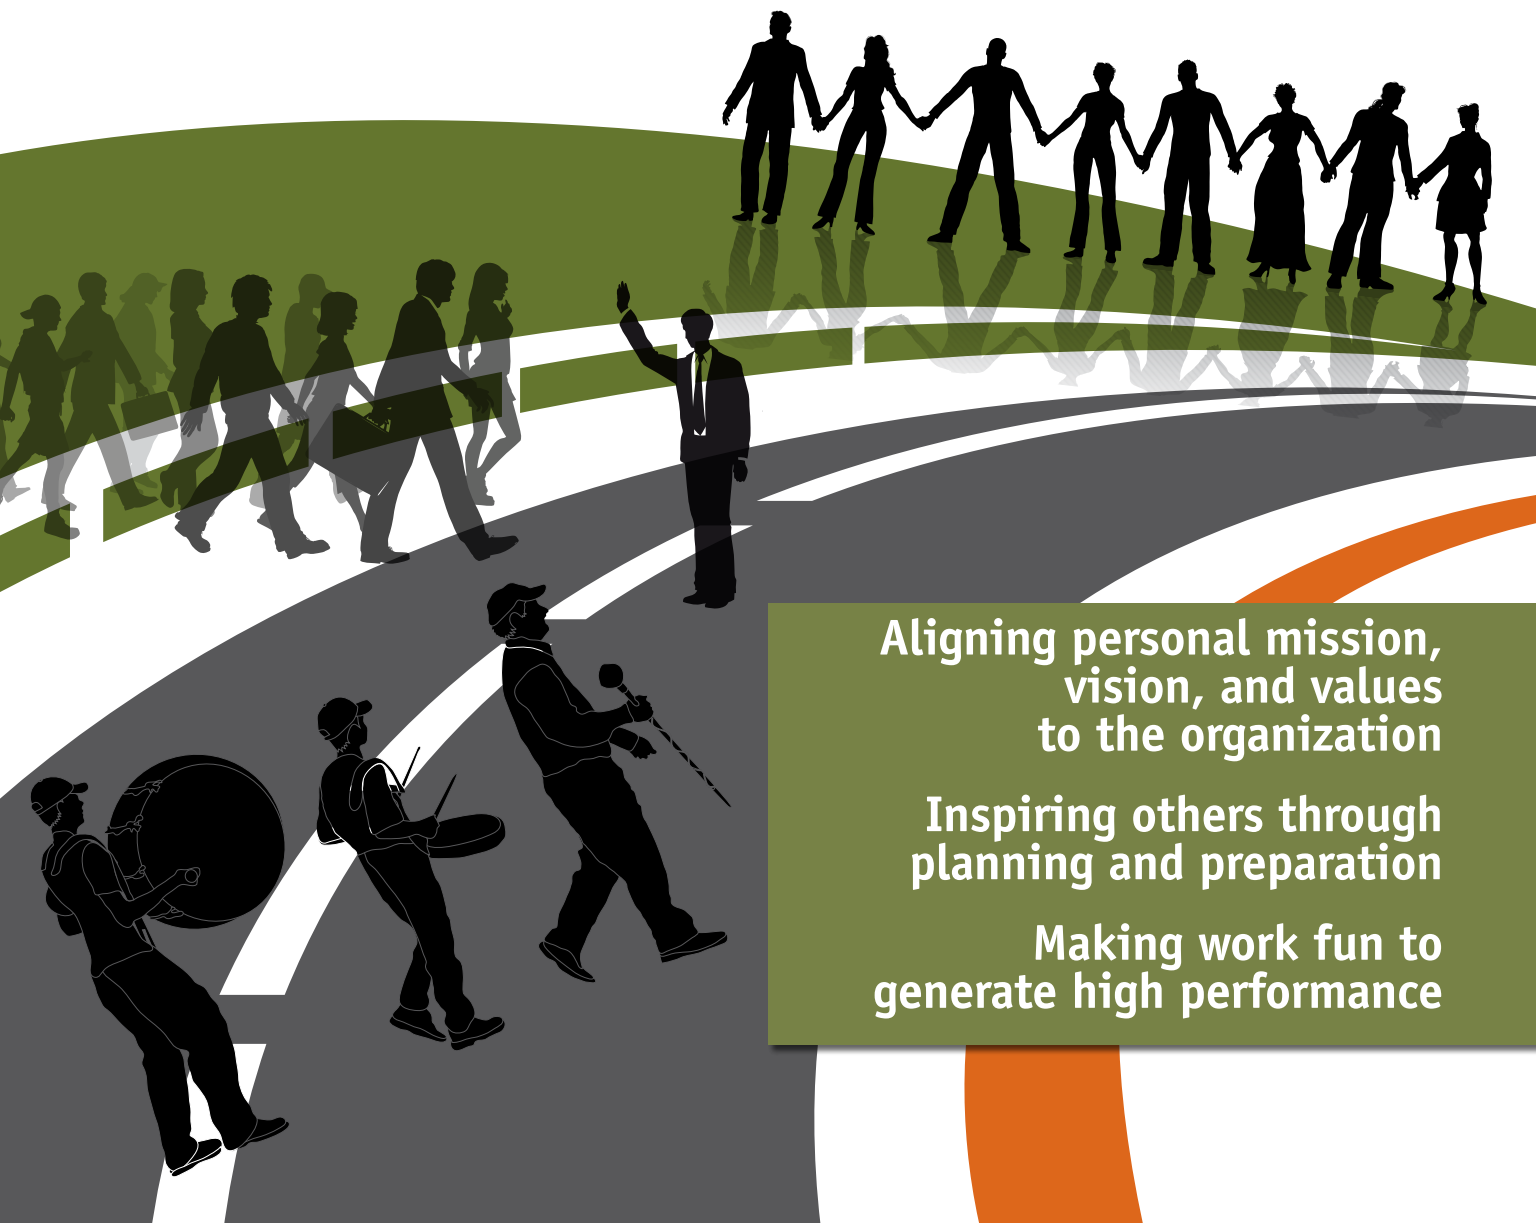 Aligning personal mission,
vision, and values
to the organization
Inspiring others through
planning and preparation
Making work fun to
generate high performance